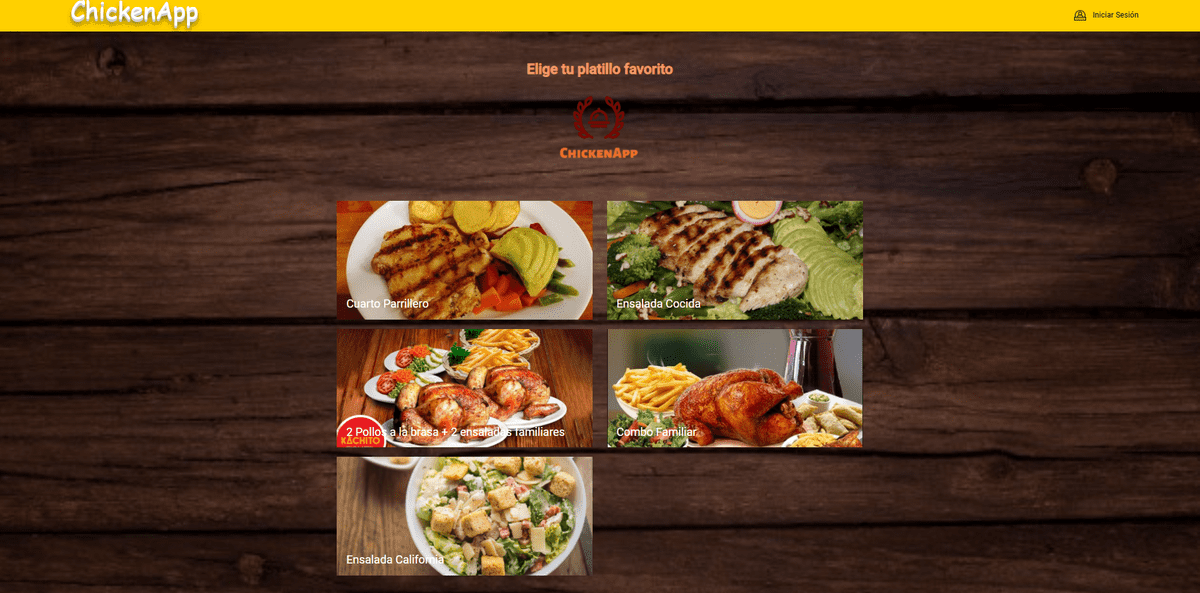 ChickenApp
Iniciar Sesión
Elige tu platillo favorito
CHICKENAPP
Cuarto Parrillero
Ensalada Cocida
2 Pollos a la brasa + 2 ensaladas familiares
KACHITO
Combo Familiar
Ensalada California